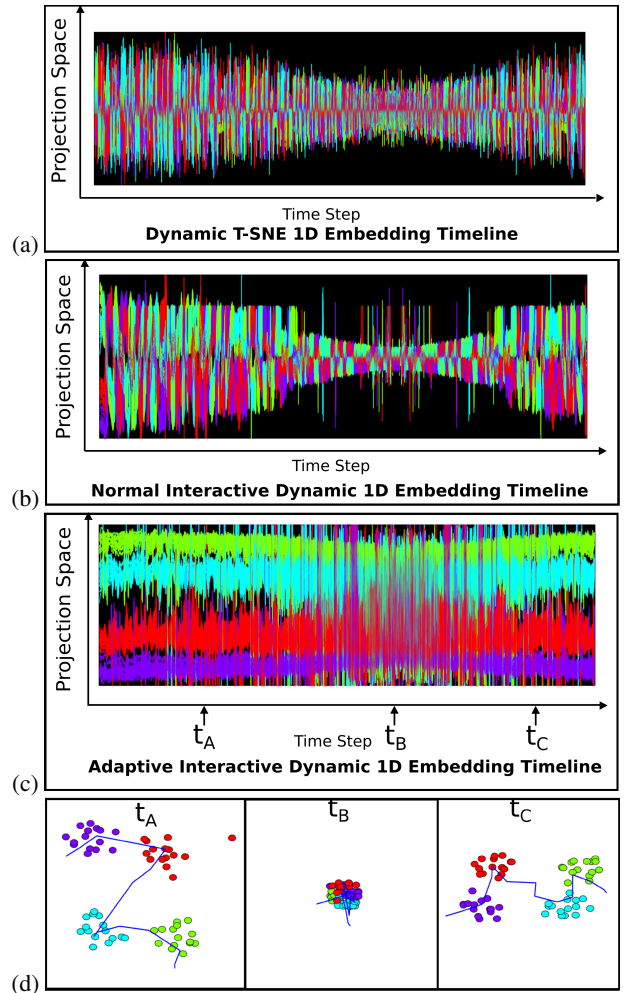 Projection Space
Time Step
(a)
Dynamic T-SNE 1D Embedding Timeline
Projection Space
Time Step
(b)
Normal Interactive Dynamic 1D Embedding Timeline
Projection Space
tA
Time Step
tB
tC
(c)
Adaptive Interactive Dynamic 1D Embedding Timeline
tA
tB
tC
(d)